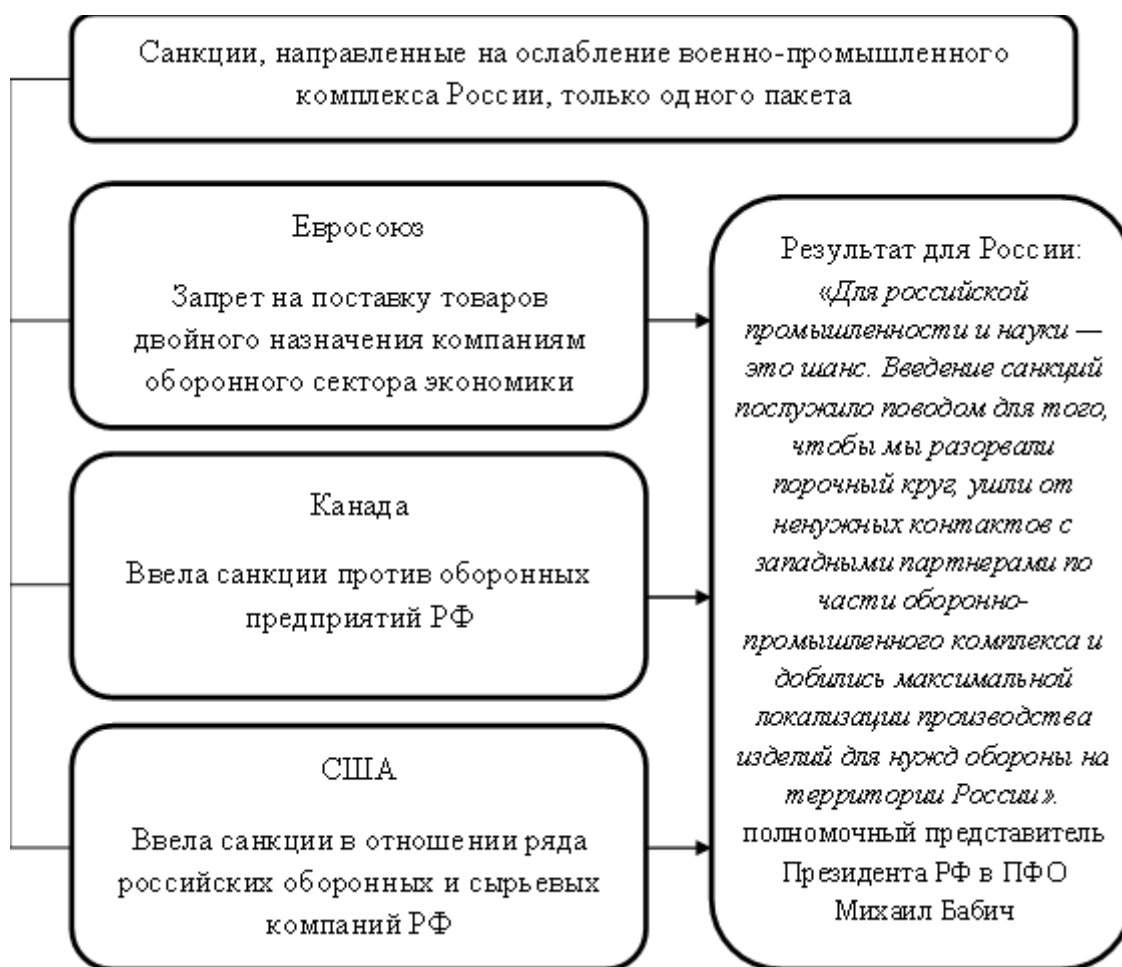 Санкции, направленные на ослабление военно-промышленного
комплекса России, только одного пакета
Евросоюз
Запрет на поставку товаров
двойного назначения компаниям
оборонного сектора экономики
Канада
Ввела санкции против оборонных
предприятий РФ
США
Ввела санкции в отношении ряда
российских оборонных и сырьевых
компаний РФ
Результат для России:
«Для российской
промышленности и науки —
это шанс. Введение санкций
послужило поводом для того,
чтобы мы разорвали
порочный круг, ушли от
ненужных контактов с
западными партнерами по
части оборонно-
промышленного комплекса и
добились максимальной
локализации производства
изделий для нужд обороны на
территории России».
полномочный представитель
Президента РФ в ПФО
Михаил Бабич